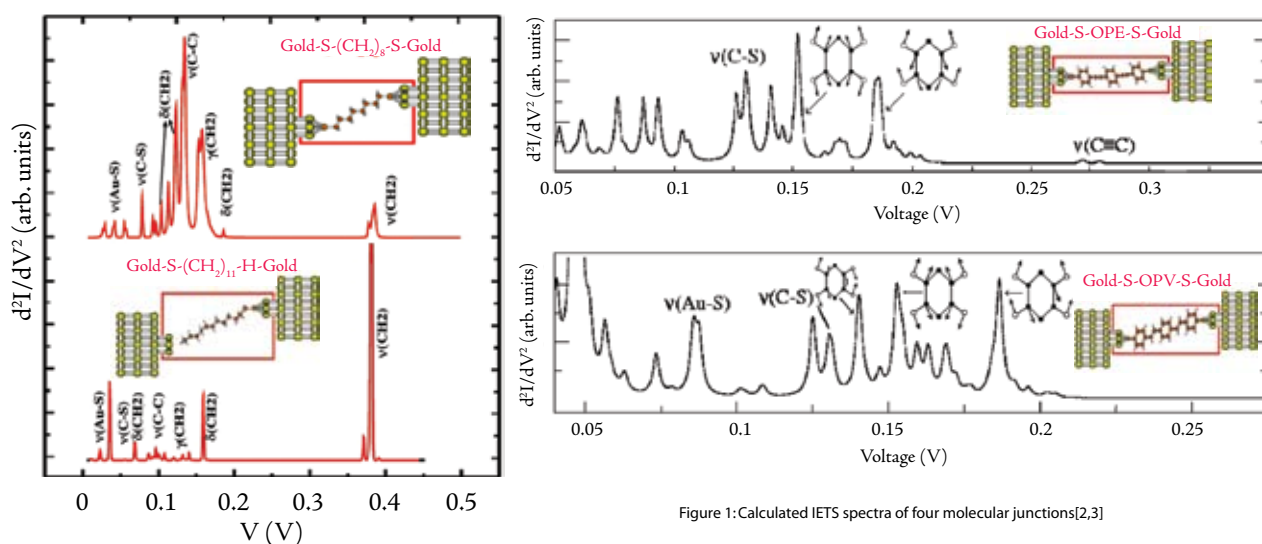 Gold-S-(CH₂)₈-S-Gold
ν(C-C)
δ(CH2)
γ(CH2)
ν(C-S)
ν(Au-S)
δ(CH2)
ν(CH2)
Gold-S-(CH₂)₁₁-H-Gold
ν(CH2)
ν(Au-S)
ν(C-S)
δ(CH2)
ν(C-C)
γ(CH2)
δ(CH2)
d²I/dV² (arb. units)
0 0.1 0.2 0.3 0.4 0.5
V (V)
Gold-S-OPE-S-Gold
ν(C-S)
ν(C≡C)
d²I/dV² (arb. units)
0.05 0.1 0.15 0.2 0.25 0.3
Voltage (V)
Gold-S-OPV-S-Gold
ν(Au-S)
ν(C-S)
d²I/dV² (arb. units)
0.05 0.1 0.15 0.2 0.25
Voltage (V)
Figure 1: Calculated IETS spectra of four molecular junctions[2,3]